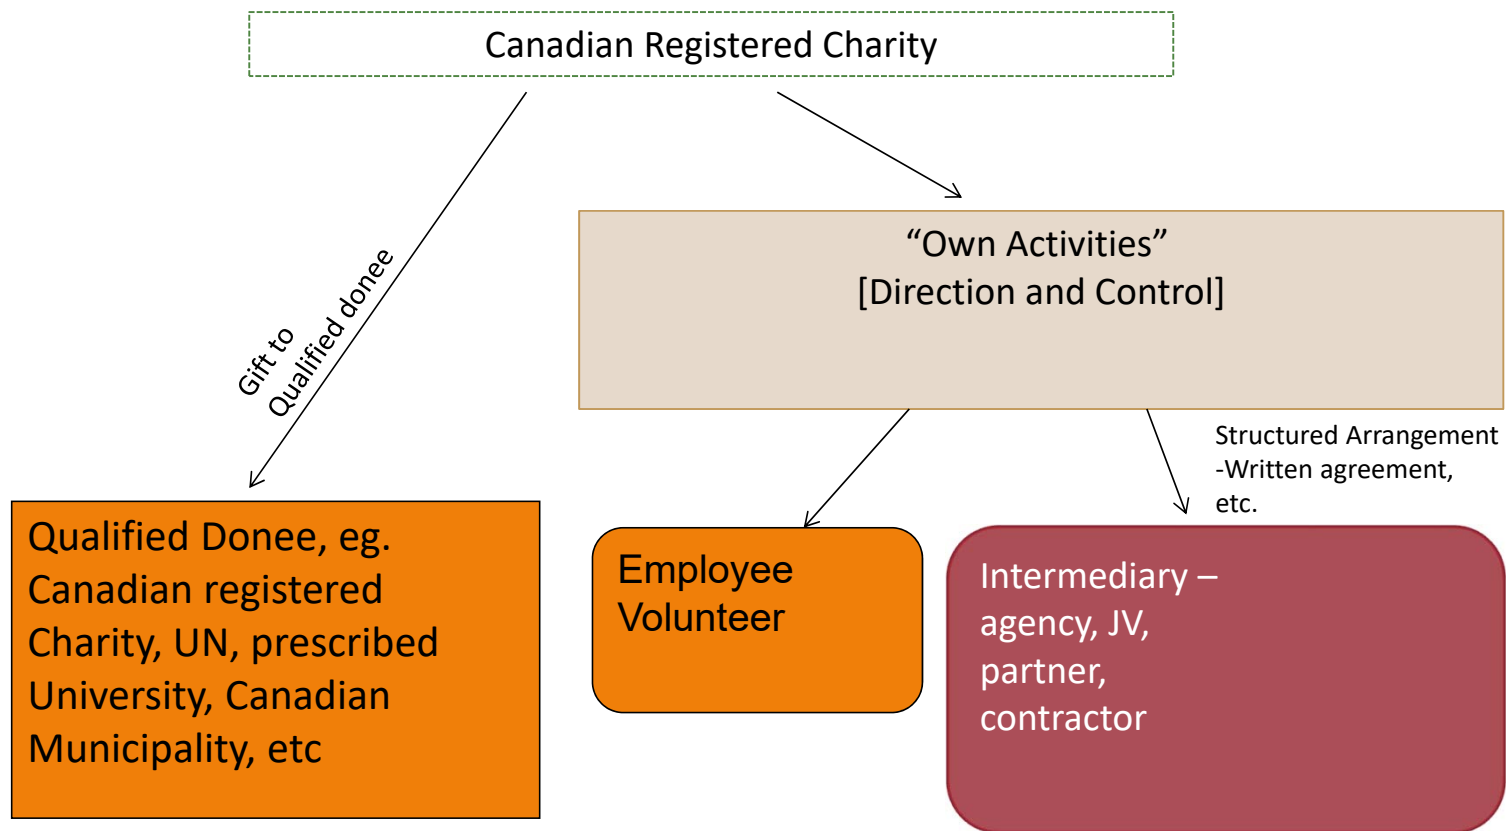 Canadian Registered Charity
Gift to
Qualified donee
“Own Activities”
[Direction and Control]
Structured Arrangement
-Written agreement,
etc.
Qualified Donee, eg.
Canadian registered
Charity, UN, prescribed
University, Canadian
Municipality, etc
Employee
Volunteer
Intermediary –
agency, JV,
partner,
contractor